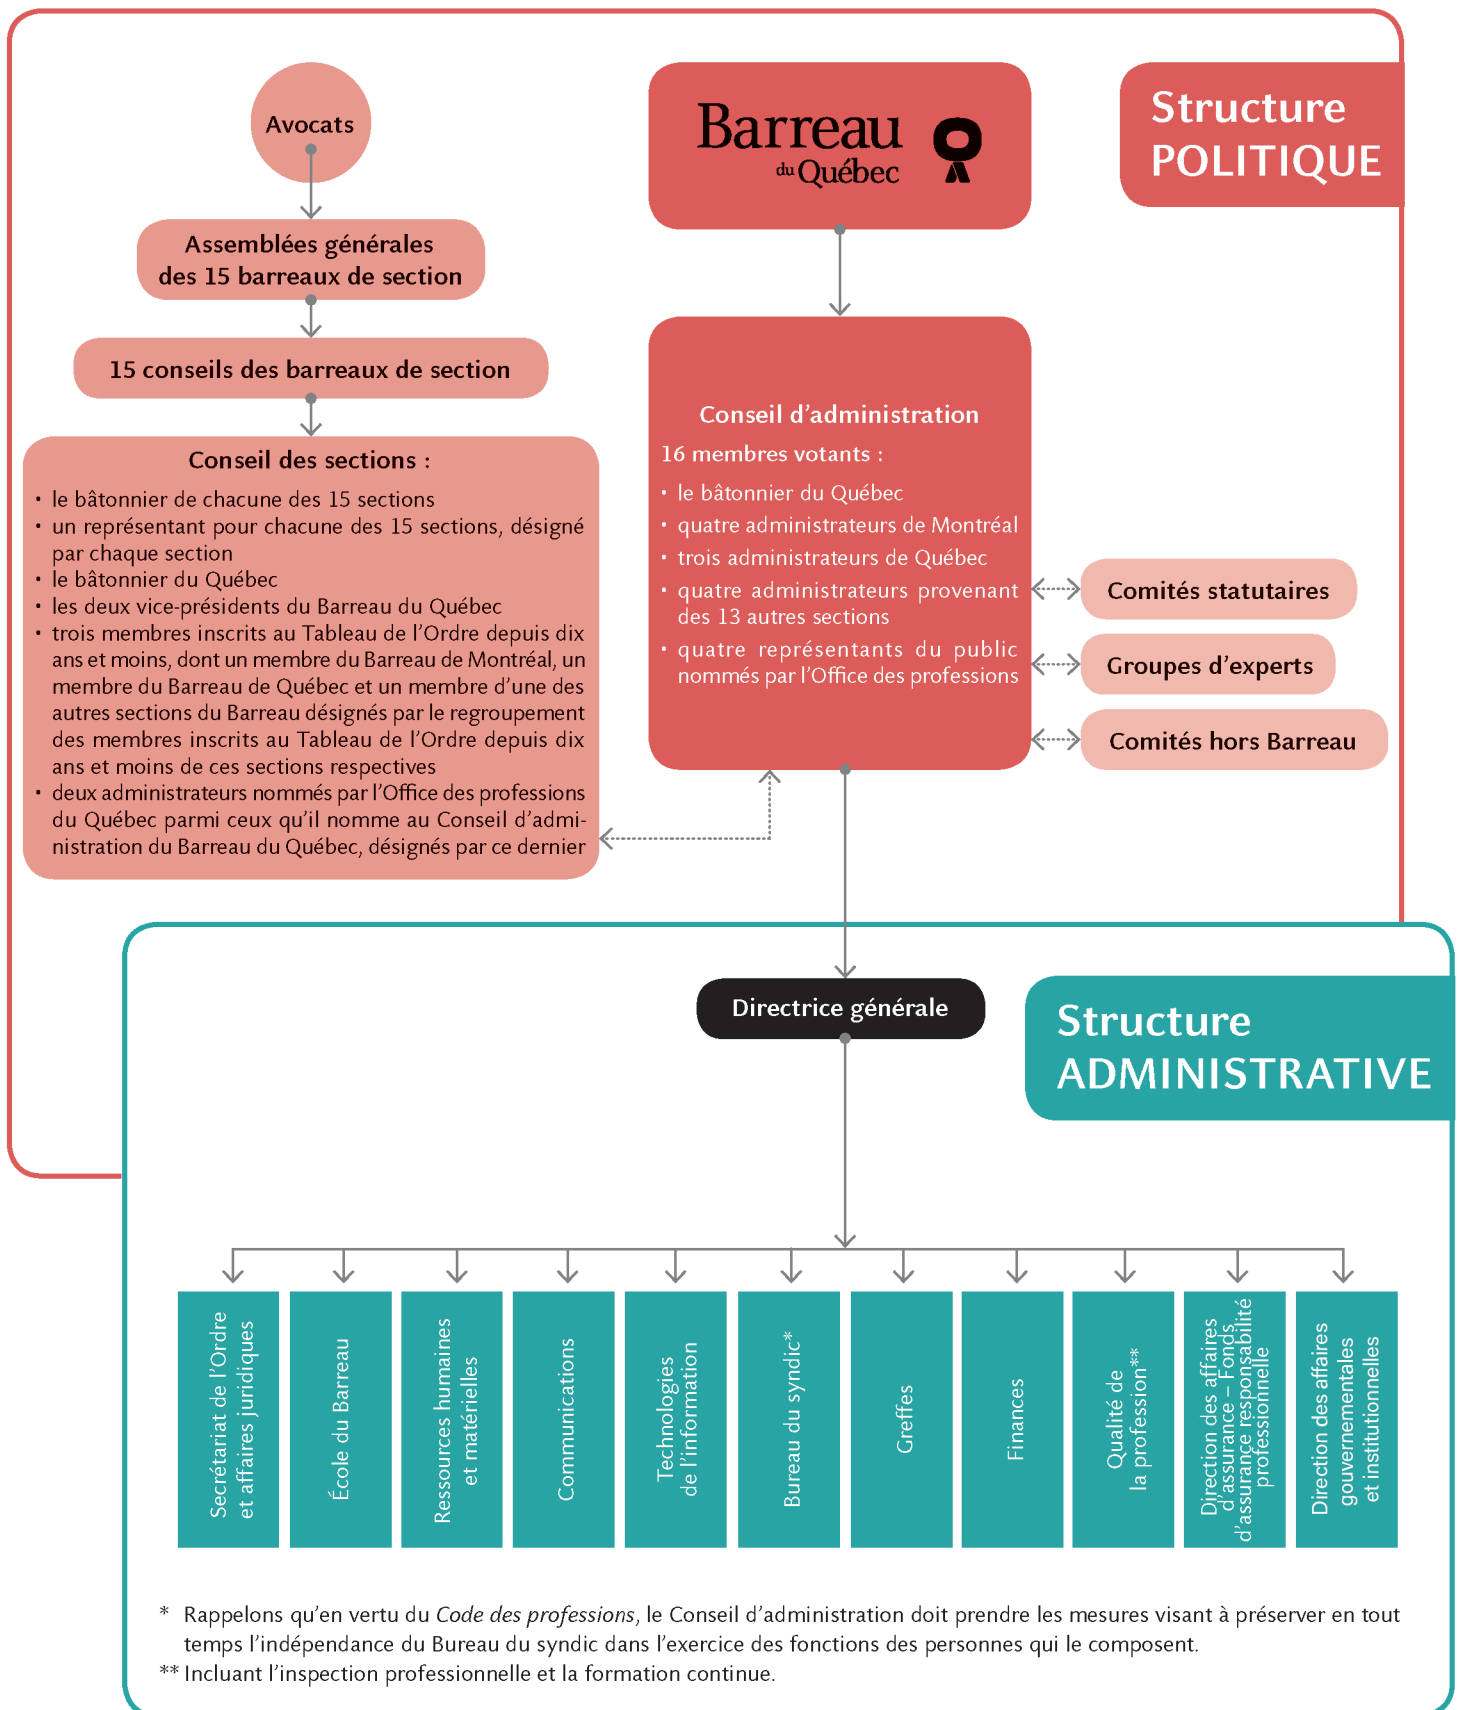 Avocats
Assemblées générales
des 15 barreaux de section
15 conseils des barreaux de section
Conseil des sections :
• le bâtonnier de chacune des 15 sections
• un représentant pour chacune des 15 sections, désigné
par chaque section
• le bâtonnier du Québec
• les deux vice-présidents du Barreau du Québec
• trois membres inscrits au Tableau de l’Ordre depuis dix
ans et moins, dont un membre du Barreau de Montréal, un
membre du Barreau de Québec et un membre d’une des
autres sections du Barreau désignés par le regroupement
des membres inscrits au Tableau de l’Ordre depuis dix
ans et moins de ces sections respectives
• deux administrateurs nommés par l’Office des professions
du Québec parmi ceux qu’il nomme au Conseil d’admi-
nistration du Barreau du Québec, désignés par ce dernier
Barreau
du Québec
Structure
POLITIQUE
Conseil d’administration
16 membres votants :
• le bâtonnier du Québec
• quatre administrateurs de Montréal
• trois administrateurs de Québec
• quatre administrateurs provenant
des 13 autres sections
• quatre représentants du public
nommés par l’Office des professions
Comités statutaires
Groupes d’experts
Comités hors Barreau
Directrice générale
Structure
ADMINISTRATIVE
Secrétariat de l’Ordre
et affaires juridiques
École du Barreau
Ressources humaines
et matérielles
Communications
Technologies
de l’information
Bureau du syndic*
Greffes
Finances
Qualité de
la profession**
Direction des affaires
d’assurance – Fonds
d’assurance responsabilité
professionnelle
Direction des affaires
gouvernementales
et institutionnelles
* Rappelons qu’en vertu du Code des professions, le Conseil d’administration doit prendre les mesures visant à préserver en tout
temps l’indépendance du Bureau du syndic dans l’exercice des fonctions des personnes qui le composent.
** Incluant l’inspection professionnelle et la formation continue.